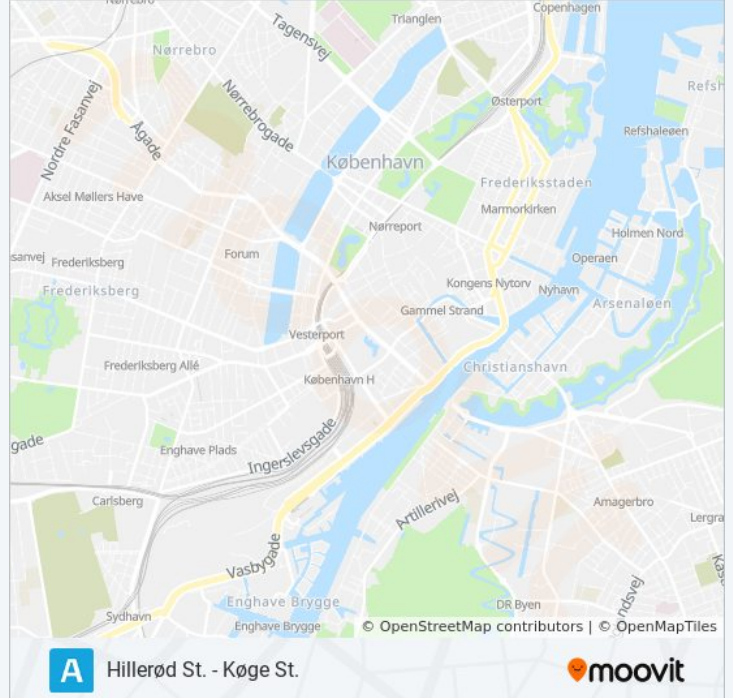 Nørrebro
Copenhagen
Trianglen
Tagensvej
Nørrebro
Nordre Fasanvej
Nørrebrogade
Østerport
Refsh
Ågade
Refshaleøen
København
Frederiksstaden
Aksel Møllers Have
Marmorkirken
Nørreport
Holmen Nord
Forum
sanvej
Frederiksberg
Operaen
Kongens Nytorv
Nyhavn
Frederiksberg
Arsenaløen
Gammel Strand
Vesterport
Frederiksberg Allé
Christianshavn
København H
gade
Enghave Plads
Ingerslevsgade
Carlsberg
Artillerivej
Amagerbro
Lergra
Vasbygade
Kas
Sydhavn
Enghave Brygge
DR Byen
ndsvej
Enghave Brygge
© OpenStreetMap contributors | © OpenMapTiles
A
Hillerød St. - Køge St.
moovit